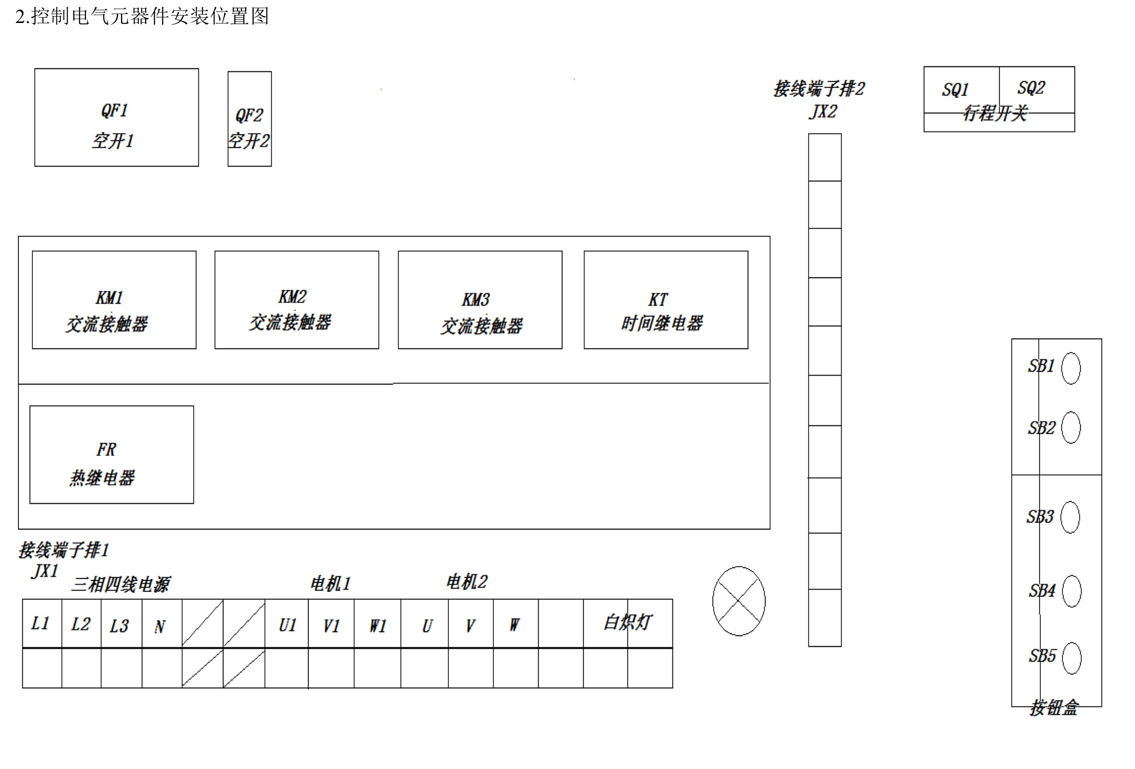 2.控制电气元器件安装位置图
QF1
空开1
QF2
空开2
接线端子排2
JX2
SQ1
SQ2
行程开关
KM1
交流接触器
KM2
交流接触器
KM3
交流接触器
KT
时间继电器
FR
热继电器
SB1
SB2
SB3
SB4
SB5
按钮盒
接线端子排1
JX1
三相四线电源
电机1
电机2
L1 L2 L3 N U1 V1 W1 U V W 白炽灯